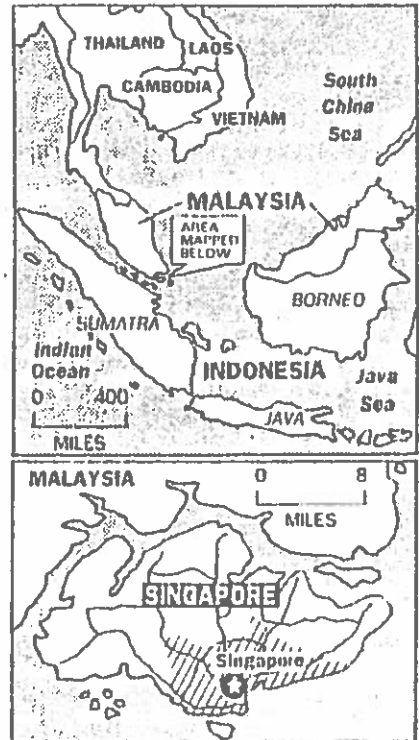 THAILAND
LAOS
CAMBODIA
VIETNAM
South
China
Sea
MALAYSIA
AREA
MAPPED
BELOW
BORNEO
SUMATRA
Indian
Ocean
INDONESIA
Java
Sea
0 400
MILES
JAVA
MALAYSIA
0 8
MILES
SINGAPORE
Singapore